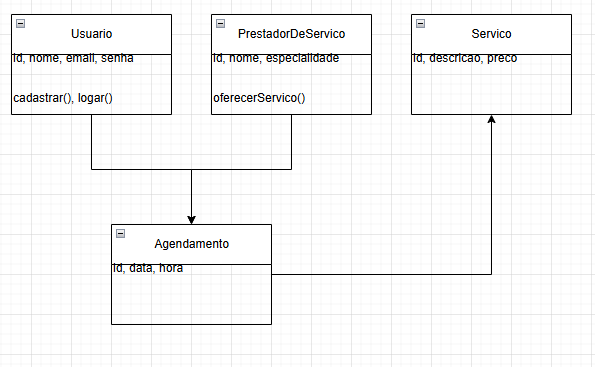 Usuario
id, nome, email, senha
cadastrar(), logar()
PrestadorDeServico
id, nome, especialidade
oferecerServico()
Servico
id, descricao, preco
Agendamento
id, data, hora